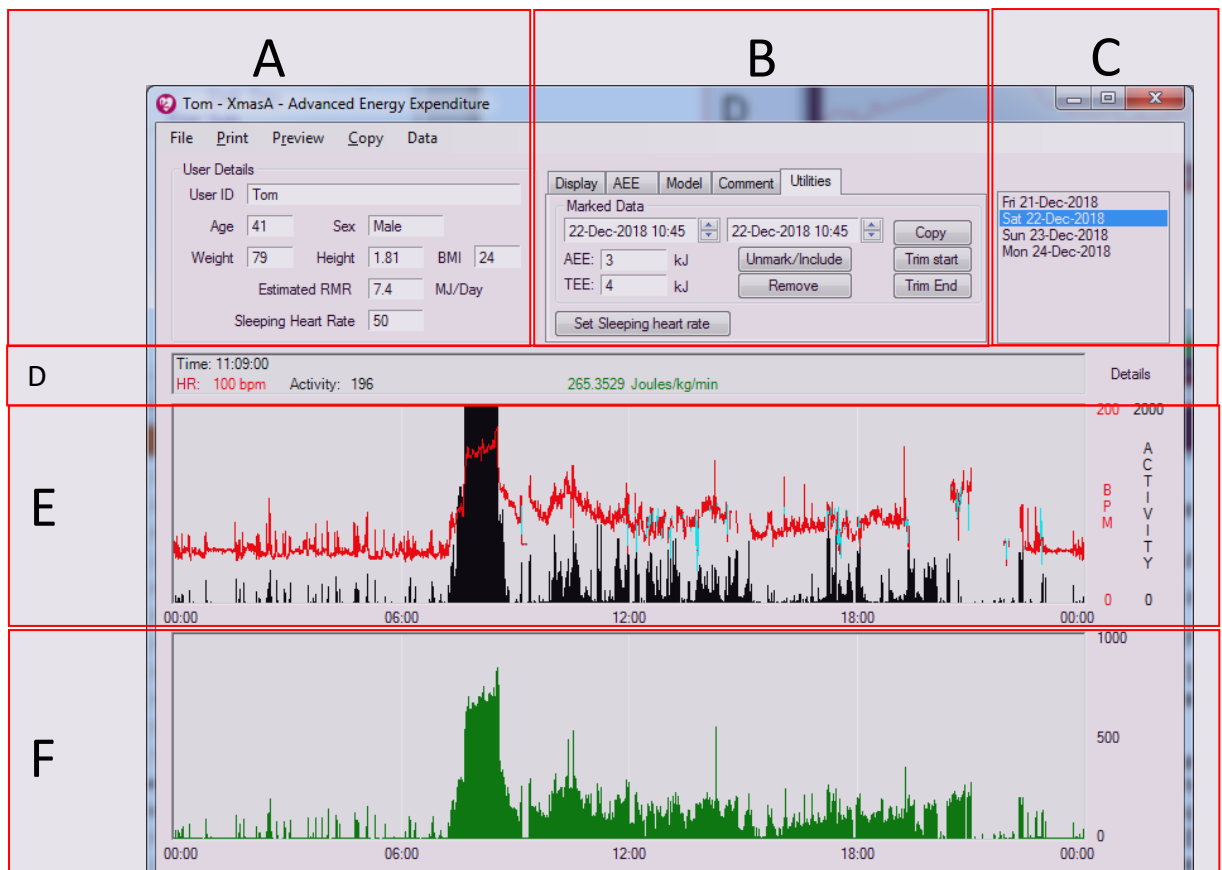 A
B
C
Tom - XmasA - Advanced Energy Expenditure
D
File Print Preview Copy Data
User Details
User ID Tom
Age 41 Sex Male
Weight 79 Height 1.81 BMI 24
Estimated RMR 7.4 MJ/Day
Sleeping Heart Rate 50
Display AEE Model Comment Utilities
Marked Data
22-Dec-2018 10:45 22-Dec-2018 10:45 Copy
AEE: 3 kJ Unmark/Include Trim start
TEE: 4 kJ Remove Trim End
Set Sleeping heart rate
Fri 21-Dec-2018
Sat 22-Dec-2018
Sun 23-Dec-2018
Mon 24-Dec-2018
D
Time: 11:09:00
HR: 100 bpm Activity: 196 265.3529 Joules/kg/min
Details
E
200 2000
BPM
ACTIVITY
0 0
00:00 06:00 12:00 18:00 00:00
F
1000
500
0
00:00 06:00 12:00 18:00 00:00